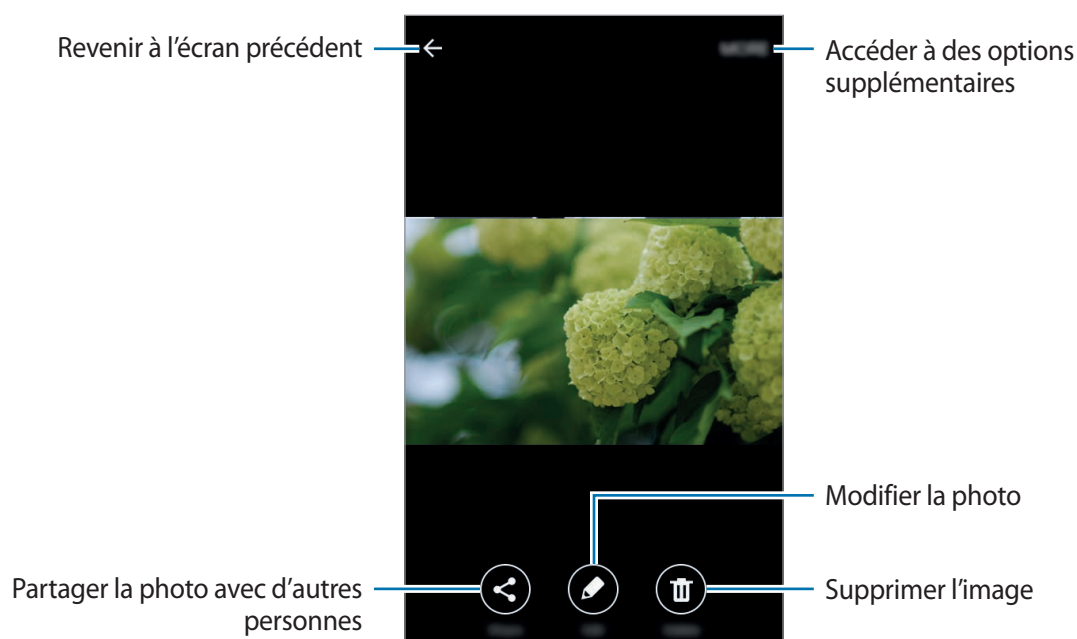 Revenir à l'écran précédent
Accéder à des options
supplémentaires
Modifier la photo
Partager la photo avec d'autres
personnes
Supprimer l'image